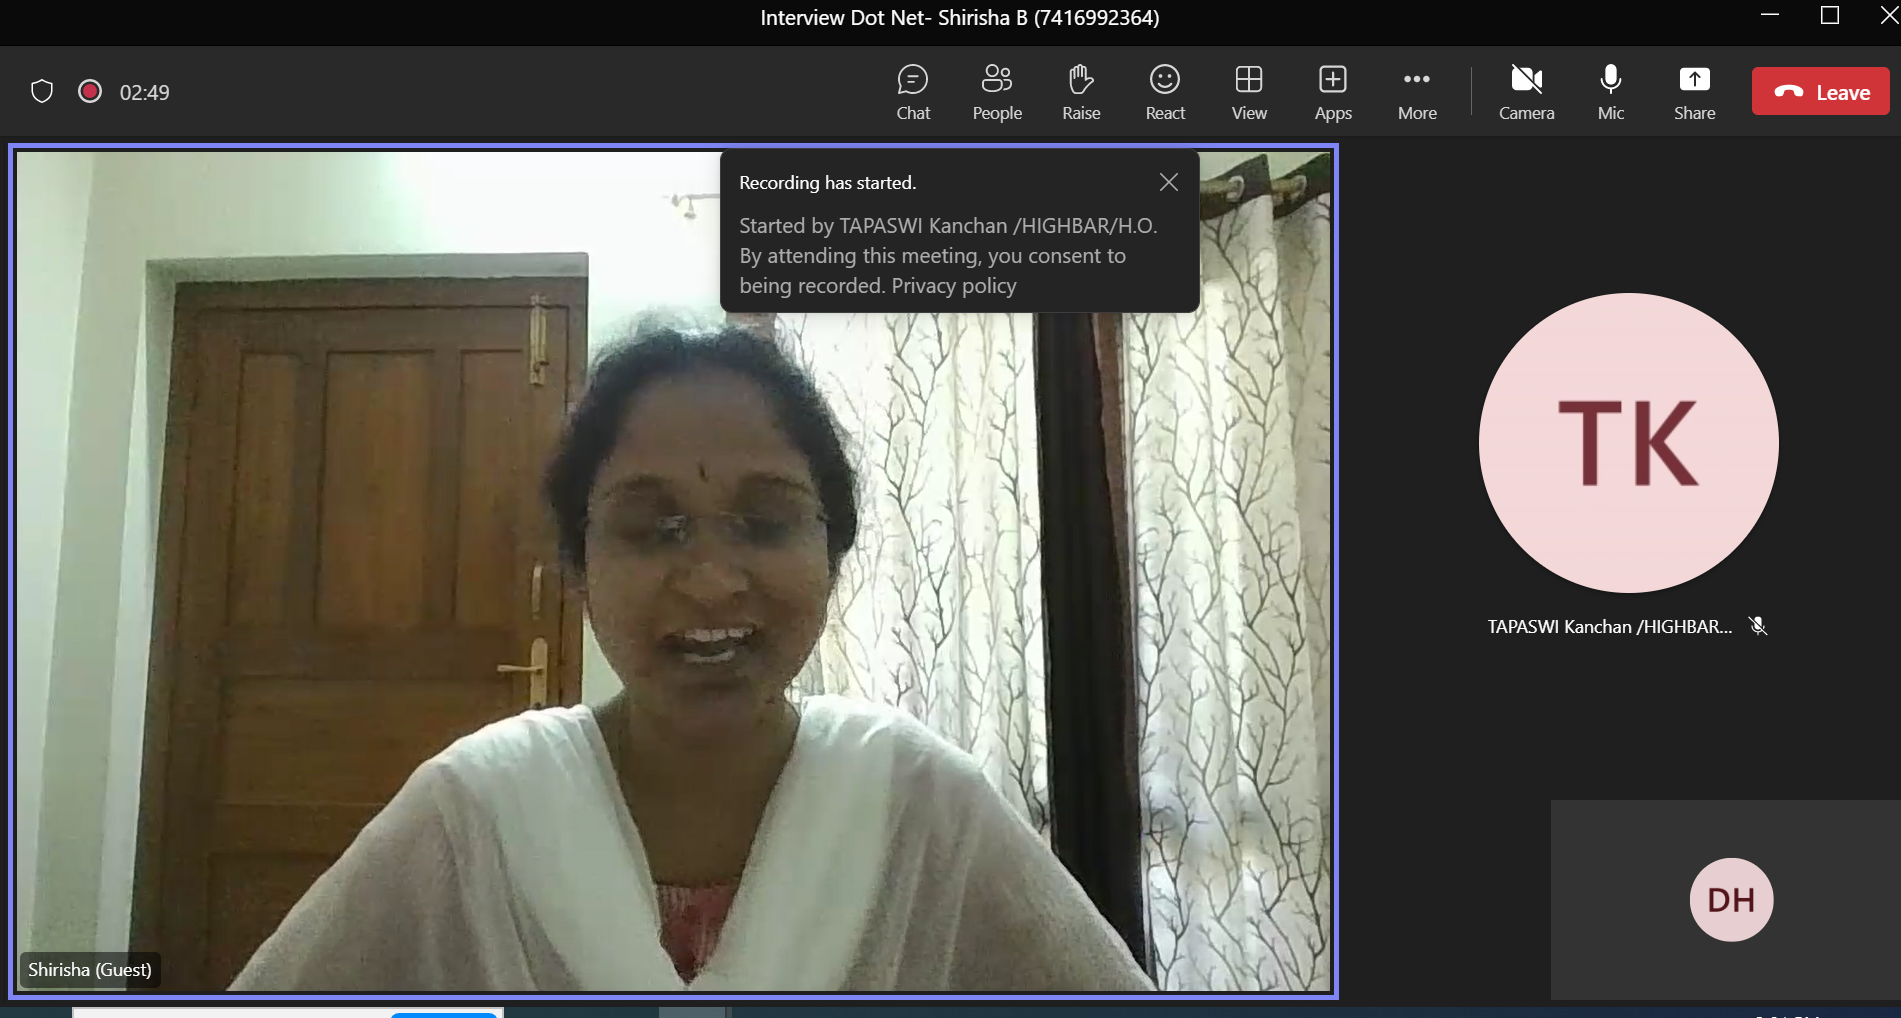 Interview Dot Net- Shirisha B (7416992364)
02:49
Chat
People
Raise
React
View
Apps
More
Camera
Mic
Share
Leave
Recording has started.
Started by TAPASWI Kanchan /HIGHBAR/H.O.
By attending this meeting, you consent to
being recorded. Privacy policy
TK
TAPASWI Kanchan /HIGHBAR...
DH
Shirisha (Guest)